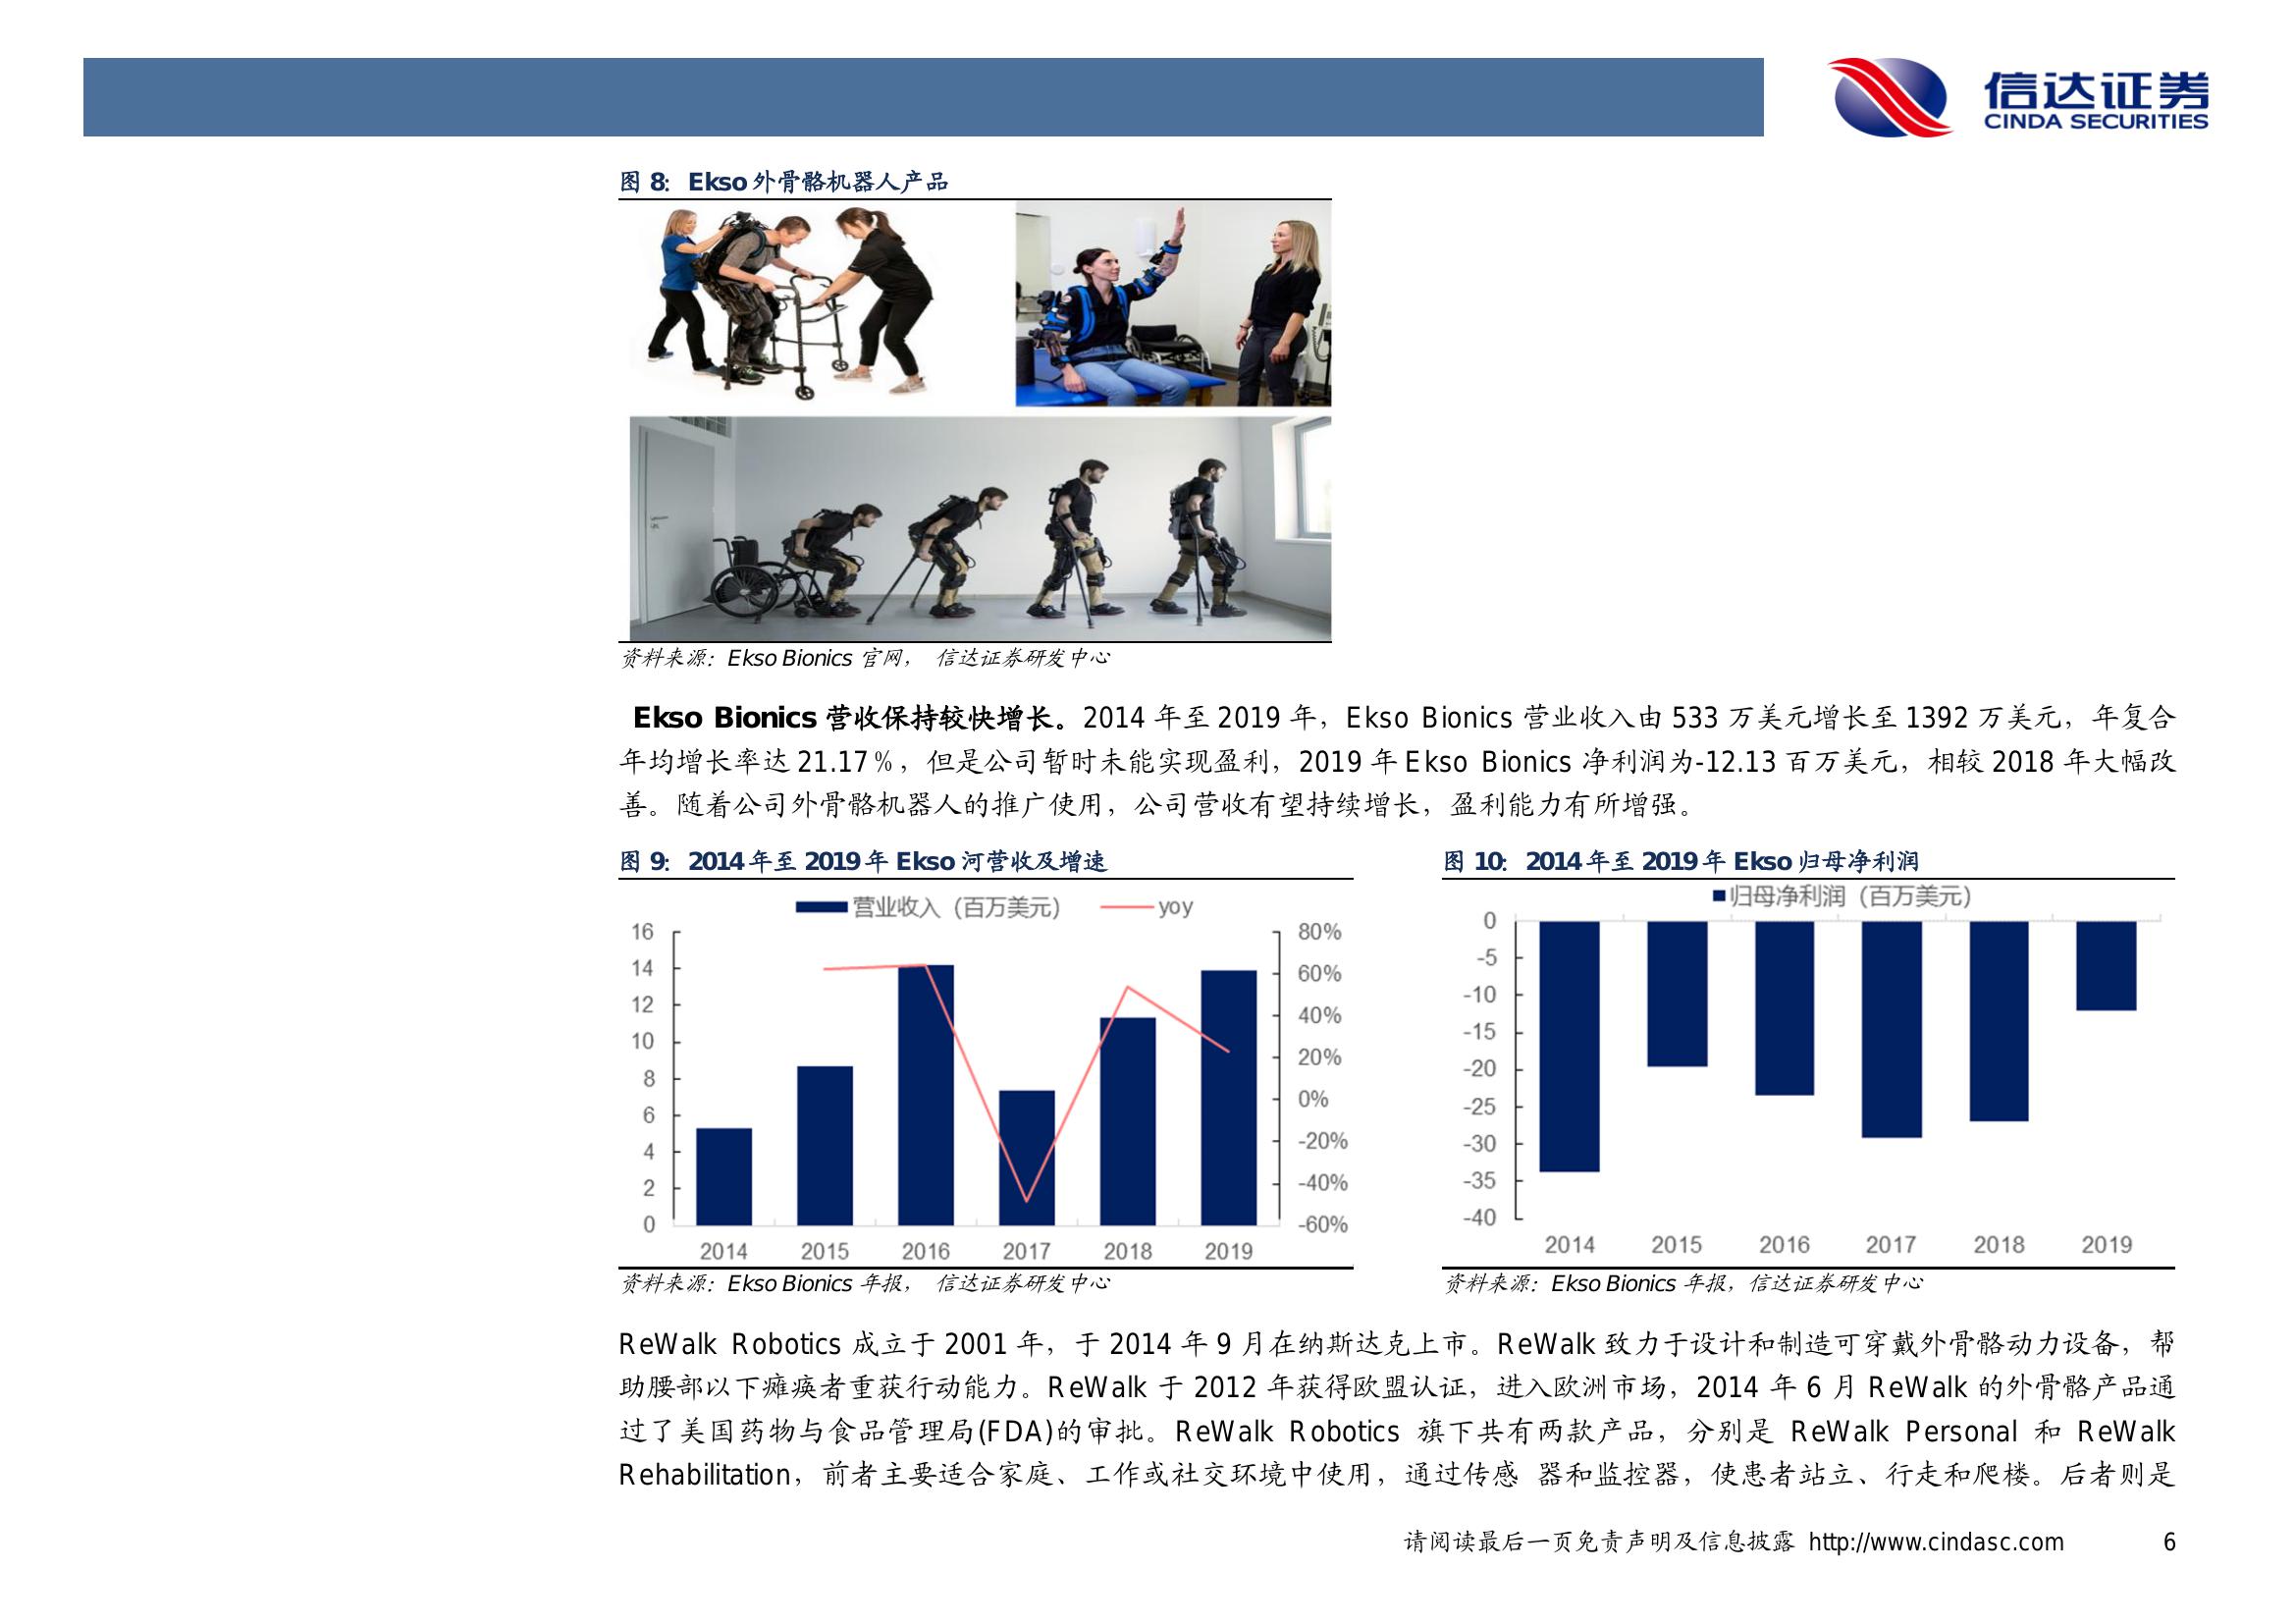 信达证券
CINDA SECURITIES
图 8：Ekso 外骨骼机器人产品
资料来源：Ekso Bionics 官网， 信达证券研发中心
Ekso Bionics 营收保持较快增长。2014 年至 2019 年，Ekso Bionics 营业收入由 533 万美元增长至 1392 万美元，年复合
年均增长率达 21.17%，但是公司暂时未能实现盈利，2019 年 Ekso Bionics 净利润为-12.13 百万美元，相较 2018 年大幅改
善。随着公司外骨骼机器人的推广使用，公司营收有望持续增长，盈利能力有所增强。
图 9：2014 年至 2019 年 Ekso 河营收及增速
营业收入（百万美元） yoy
16 80%
14 60%
12 40%
10 20%
8 0%
6 -20%
4 -40%
2 -60%
0
2014 2015 2016 2017 2018 2019
资料来源：Ekso Bionics 年报， 信达证券研发中心
图 10：2014 年至 2019 年 Ekso 归母净利润
归母净利润（百万美元）
0
-5
-10
-15
-20
-25
-30
-35
-40
2014 2015 2016 2017 2018 2019
资料来源：Ekso Bionics 年报，信达证券研发中心
ReWalk Robotics 成立于 2001 年，于 2014 年 9 月在纳斯达克上市。ReWalk 致力于设计和制造可穿戴外骨骼动力设备，帮
助腰部以下瘫痪者重获行动能力。ReWalk 于 2012 年获得欧盟认证，进入欧洲市场，2014 年 6 月 ReWalk 的外骨骼产品通
过了美国药物与食品管理局(FDA)的审批。ReWalk Robotics 旗下共有两款产品，分别是 ReWalk Personal 和 ReWalk
Rehabilitation，前者主要适合家庭、工作或社交环境中使用，通过传感 器和监控器，使患者站立、行走和爬楼。后者则是
请阅读最后一页免责声明及信息披露 http://www.cindasc.com 6